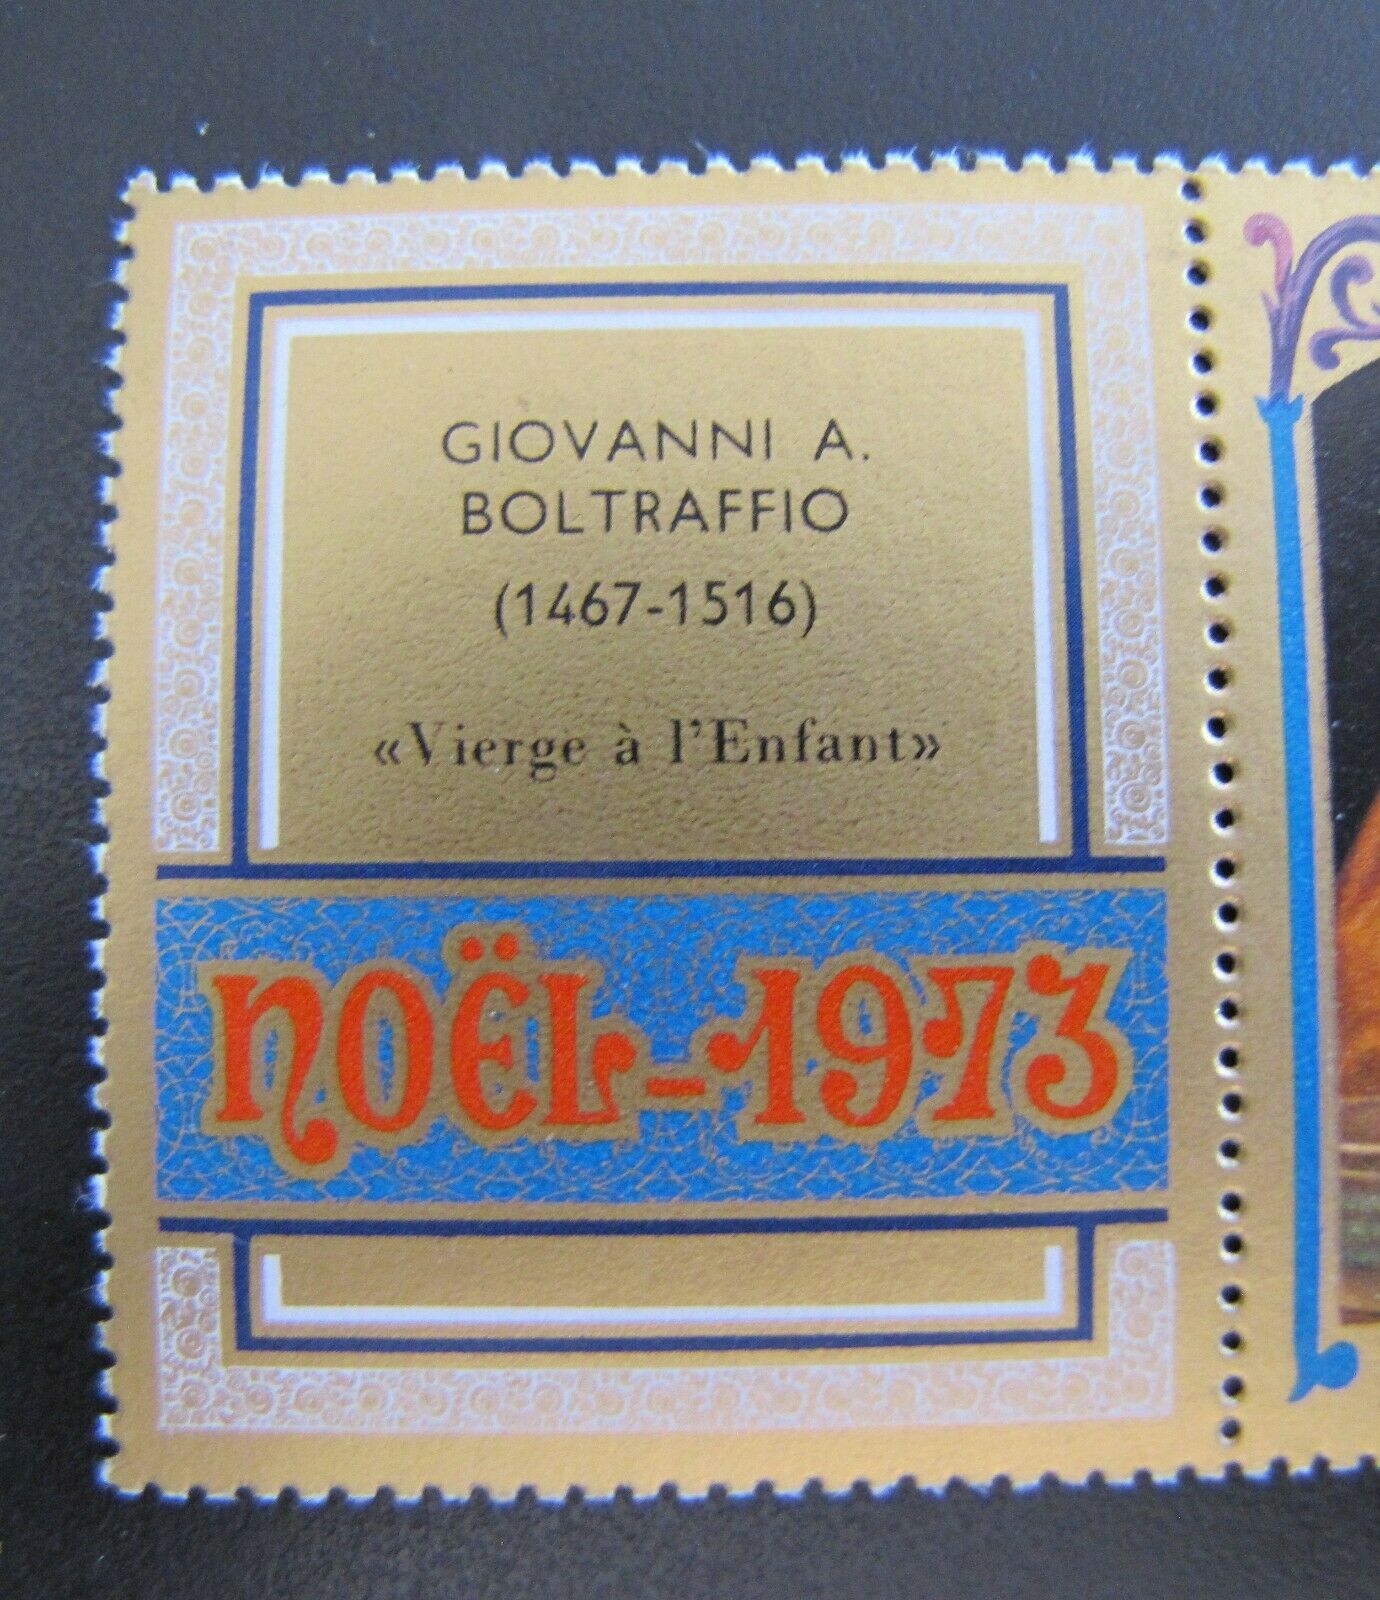 GIOVANNI A.
BOLTRAFFIO
(1467-1516)
«Vierge à l'Enfant»
NOËL-1973